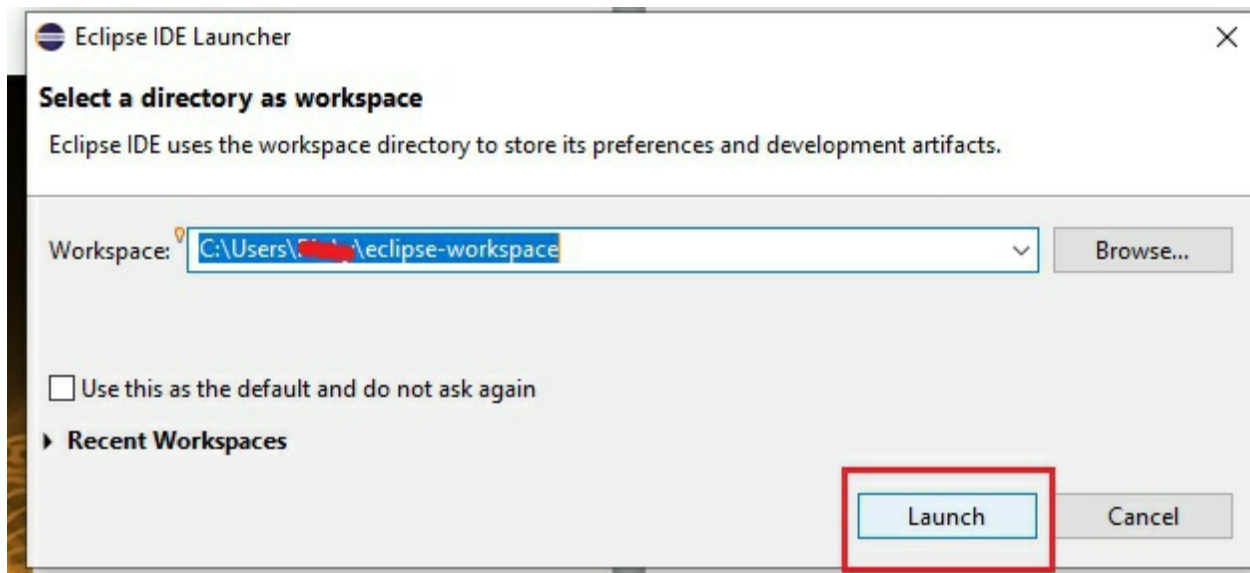 Eclipse IDE Launcher
Select a directory as workspace
Eclipse IDE uses the workspace directory to store its preferences and development artifacts.
Workspace: C:\Users\ \eclipse-workspace Browse...
Use this as the default and do not ask again
Recent Workspaces
Launch Cancel